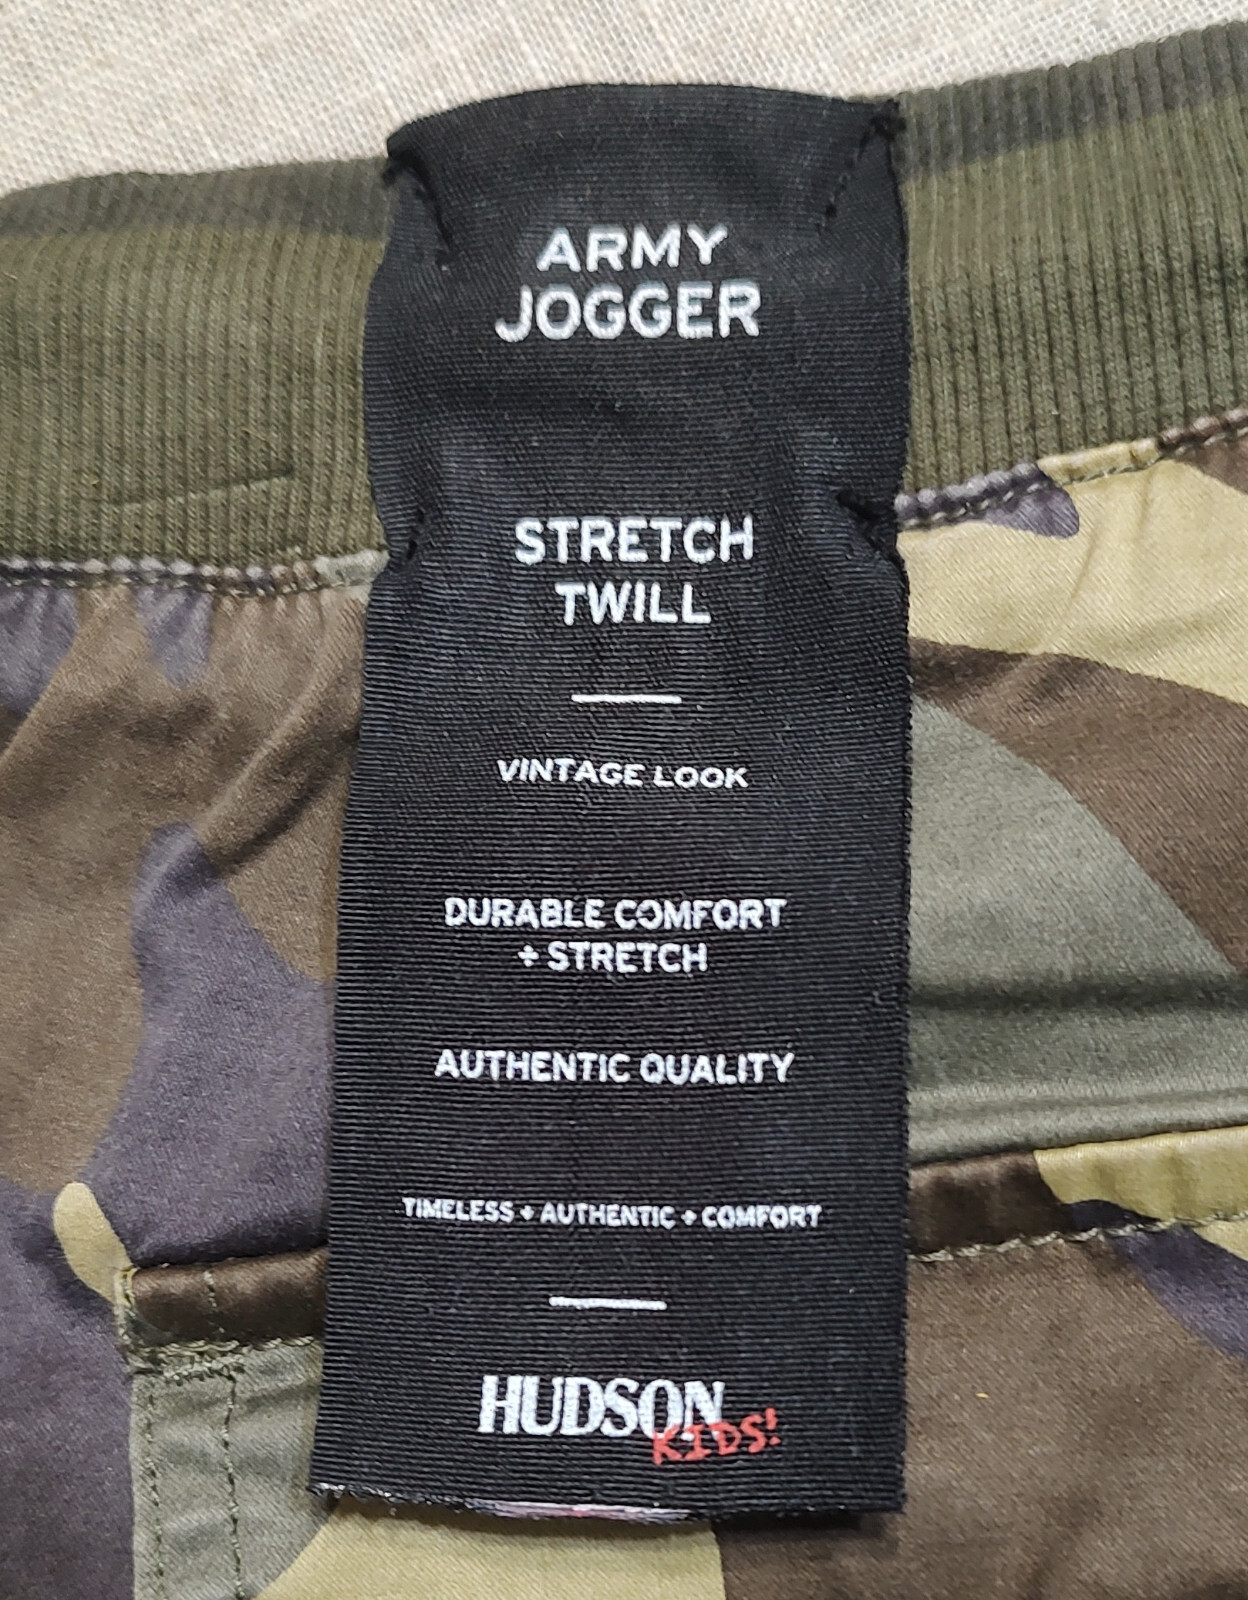 ARMY
JOGGER
STRETCH
TWILL
VINTAGE LOOK
DURABLE COMFORT
+ STRETCH
AUTHENTIC QUALITY
TIMELESS + AUTHENTIC + COMFORT
HUDSON
KIDS!